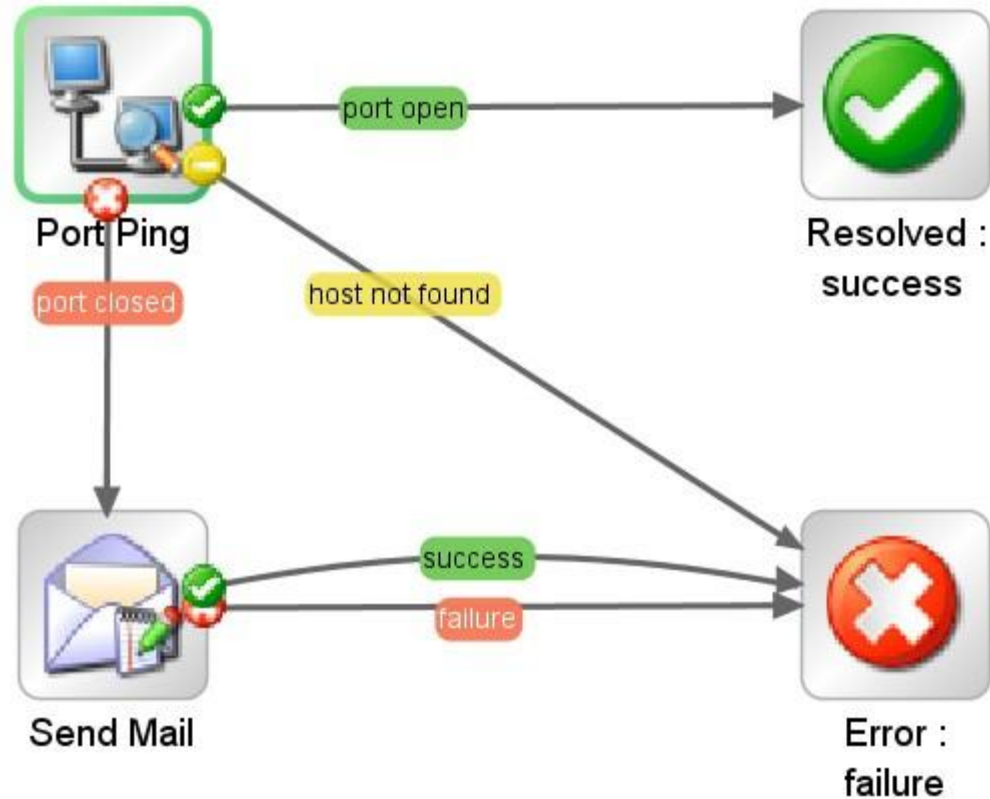 port open
Port Ping
Resolved :
success
port closed
host not found
success
failure
Send Mail
Error :
failure